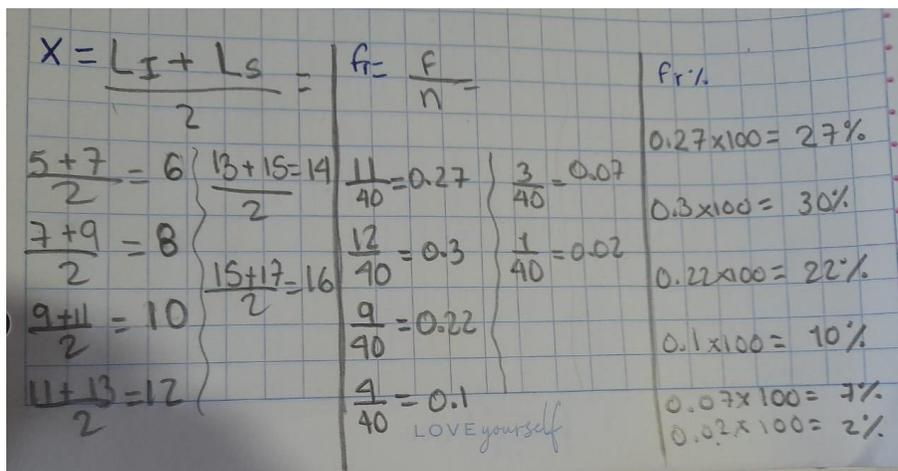 X = (LI + Ls)/2 =
(5+7)/2 = 6
(7+9)/2 = 8
(9+11)/2 = 10
(11+13)/2 = 12
(13+15)/2 = 14
(15+17)/2 = 16
fr = F/n =
11/40 = 0.27
12/40 = 0.3
9/40 = 0.22
4/40 = 0.1
3/40 = 0.07
1/40 = 0.02
LOVE yourself
Fr%
0.27x100 = 27%
0.3x100 = 30%
0.22x100 = 22%
0.1x100 = 10%
0.07x100 = 7%
0.02x100 = 2%